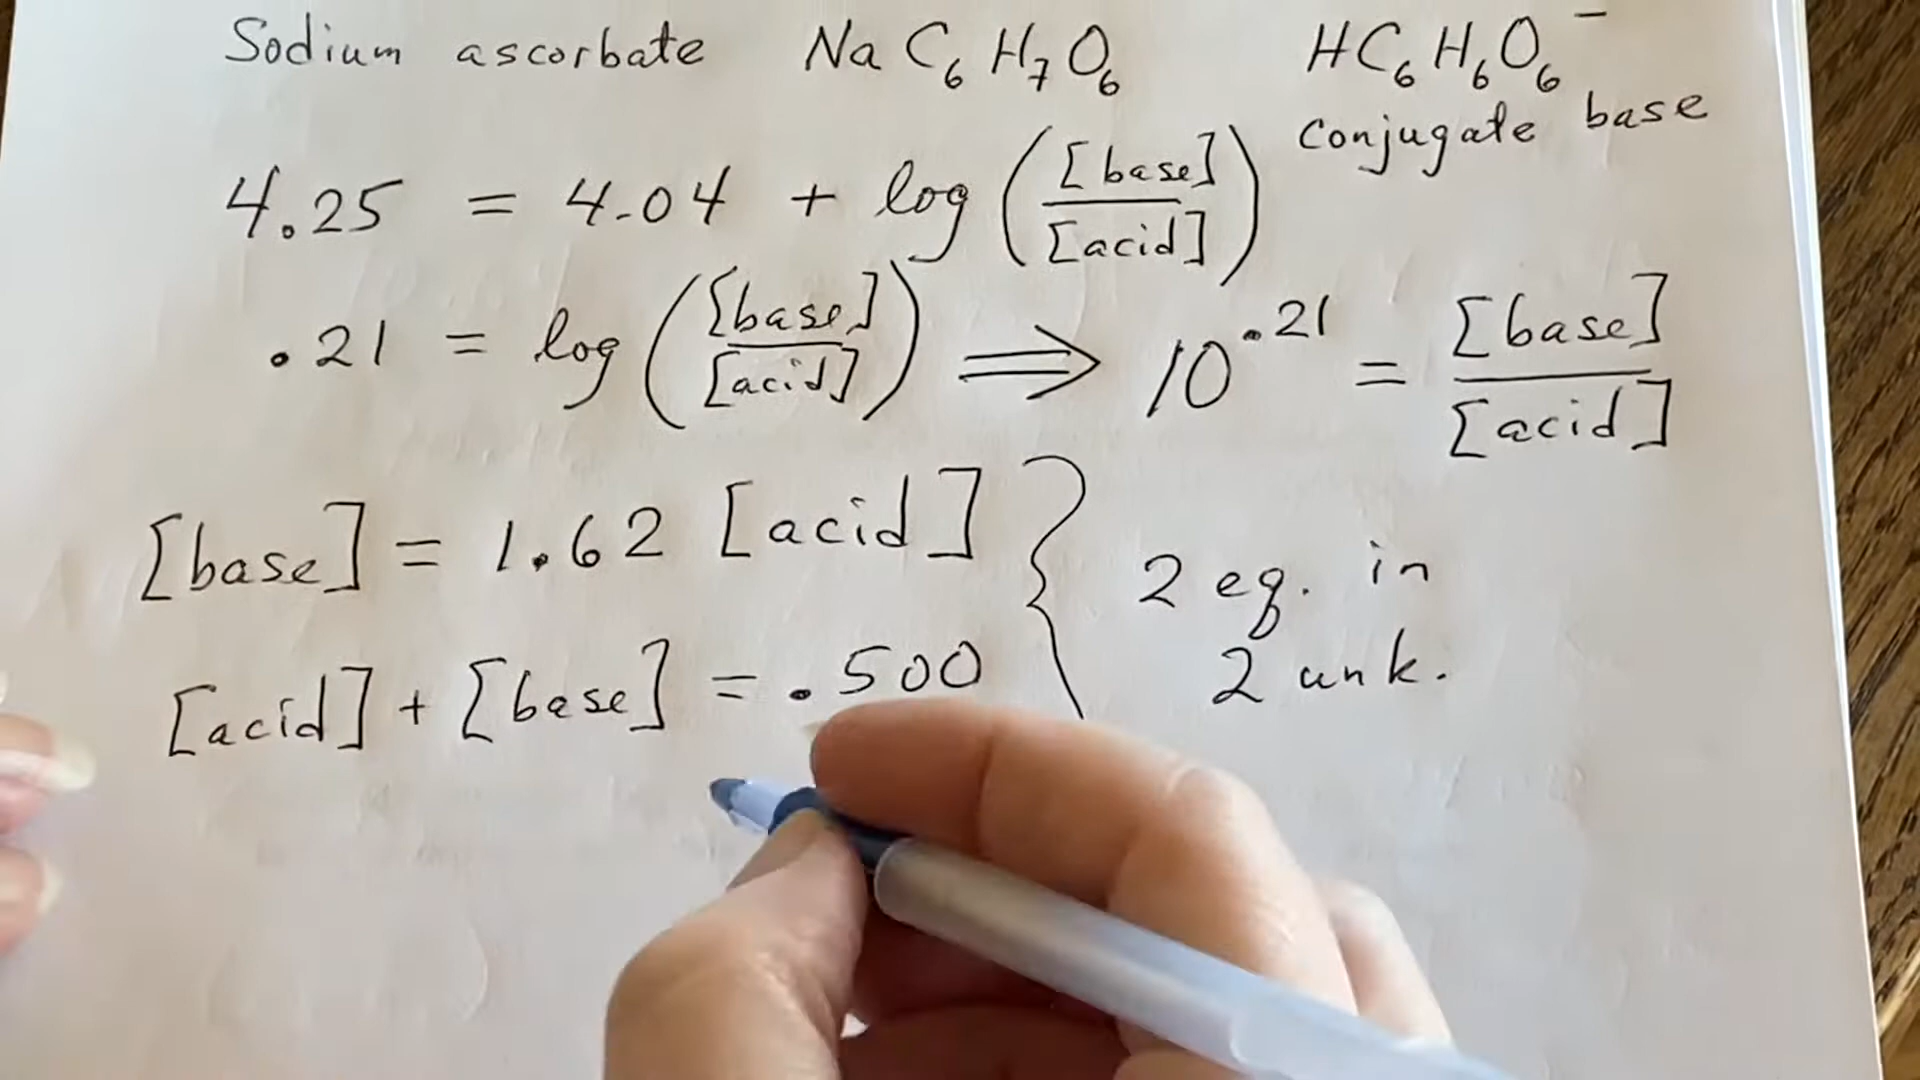 Sodium ascorbate NaC₆H₇O₆ HC₆H₆O₆⁻
conjugate base
4.25 = 4.04 + log([base]/[acid])
.21 = log([base]/[acid]) ⟹ 10^.21 = [base]/[acid]
[base] = 1.62 [acid]
[acid] + [base] = .500
} 2 eq. in
2 unk.